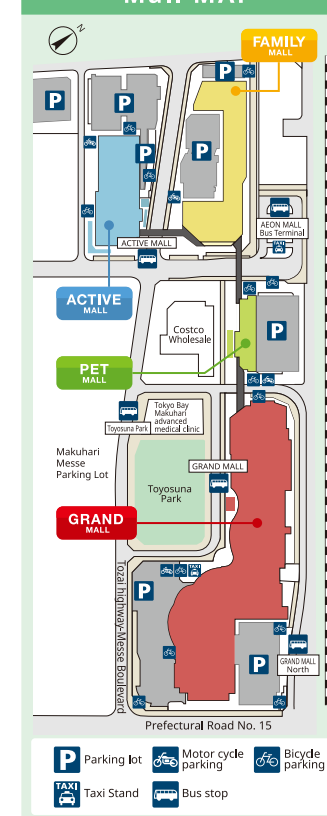 Mall MAP
N
FAMILY
MALL
P
P
P
P
P
AEON MALL
Bus Terminal
TAXI
ACTIVE MALL
ACTIVE
MALL
Costco
Wholesale
P
PET
MALL
Toyosuna Park
Tokyo Bay
Makuhari
advanced
medical clinic
Makuhari
Messe
Parking Lot
GRAND MALL
Toyosuna
Park
GRAND
MALL
Tozai highway-Messe Boulevard
TAXI
P
P
GRAND MALL
North
Prefectural Road No. 15
P Parking lot
Motor cycle
parking
Bicycle
parking
TAXI Taxi Stand
Bus stop